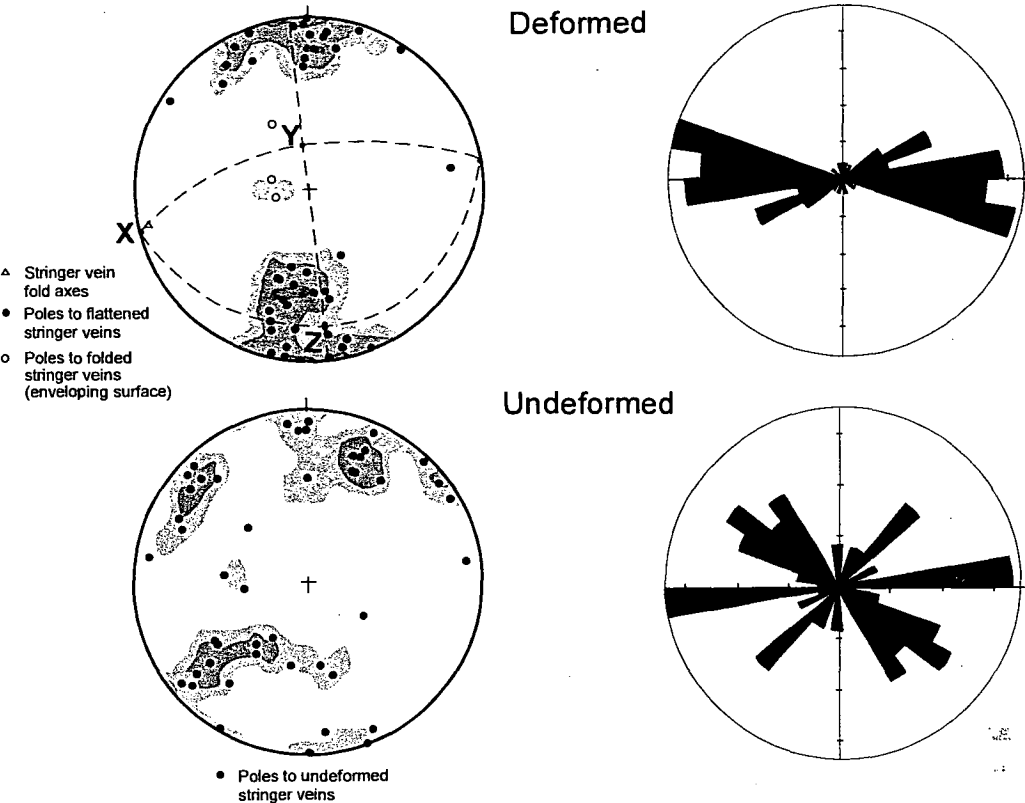 Deformed
Y
X
Z
Stringer vein
fold axes
Poles to flattened
stringer veins
Poles to folded
stringer veins
(enveloping surface)
Undeformed
Poles to undeformed
stringer veins